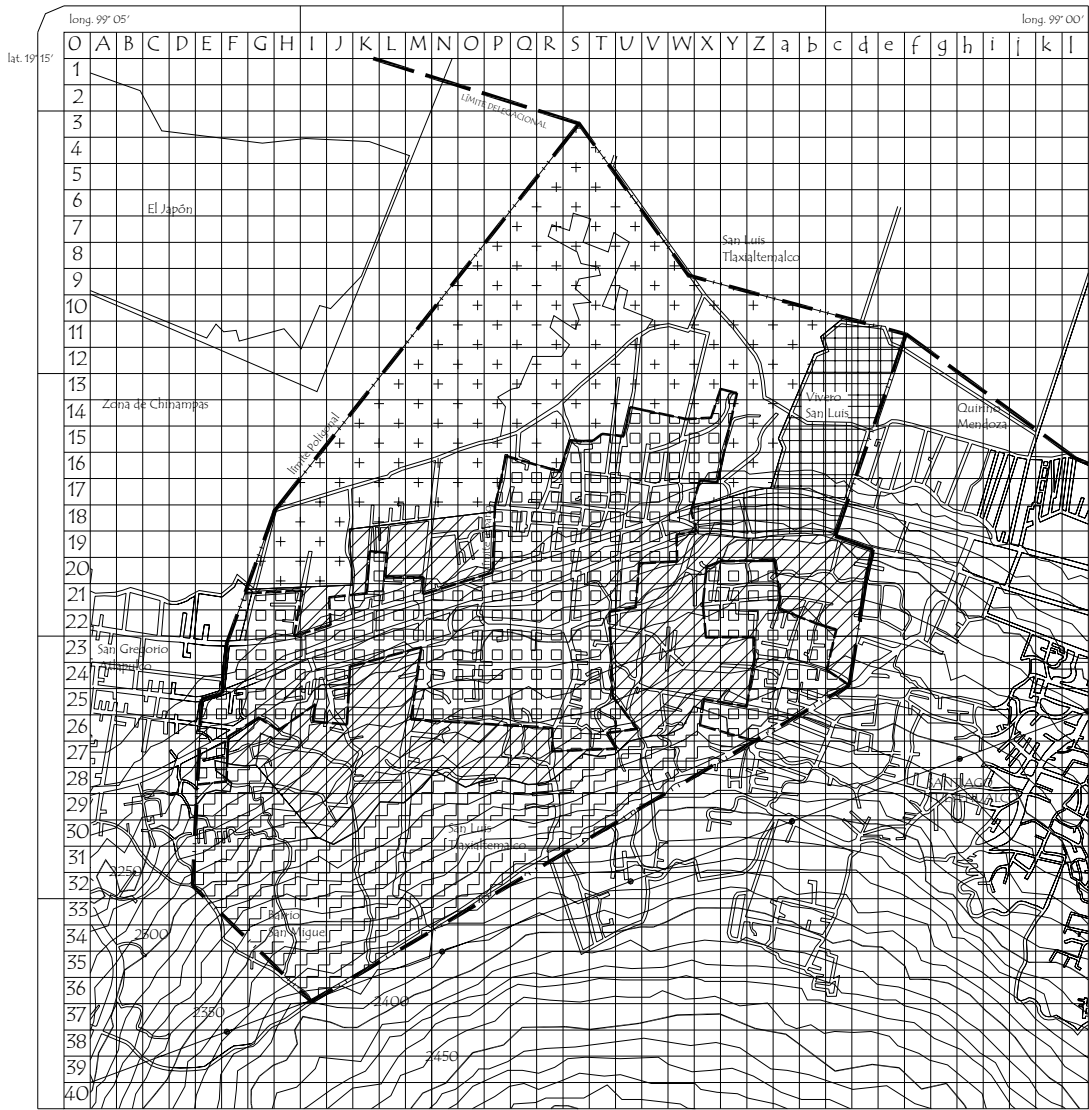 long. 99° 05'
long. 99° 00'
lat. 19° 15'
O A B C D E F G H I J K L M N O P Q R S T U V W X Y Z a b c d e f g h i j k l
1
2
LÍMITE DELEGACIONAL
3
4
5
6
El Japón
7
8
San Luis
Tlaxialtemalco
9
10
11
12
13
Zona de Chinampas
14
Vivero
San Luis
Quirino
Mendoza
15
límite Poligonal
16
17
18
19
20
21
22
23
San Gregorio
Atlapulco
24
25
26
27
28
SANTIAGO
29
30
San Luis
Tlaxialtemalco
31
2250
32
33
Barrio
San Miguel
34
2300
35
36
2400
37
2350
38
39
2450
40